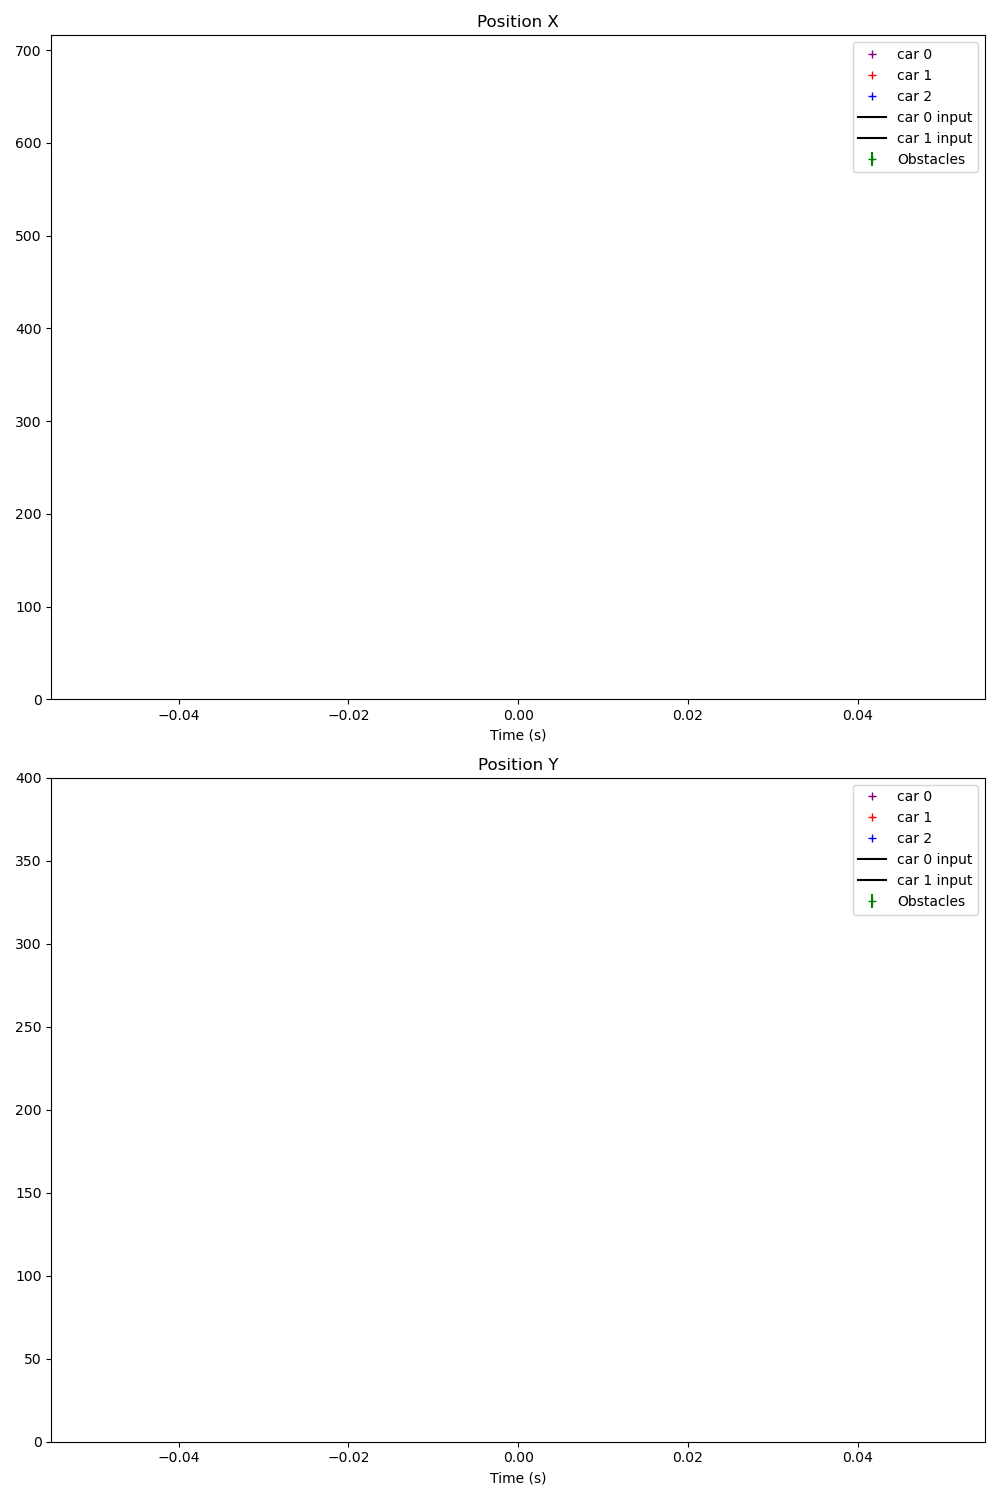 Position X
700
600
500
400
300
200
100
0
car 0
car 1
car 2
car 0 input
car 1 input
Obstacles
−0.04 −0.02 0.00 0.02 0.04
Time (s)
Position Y
400
350
300
250
200
150
100
50
0
car 0
car 1
car 2
car 0 input
car 1 input
Obstacles
−0.04 −0.02 0.00 0.02 0.04
Time (s)